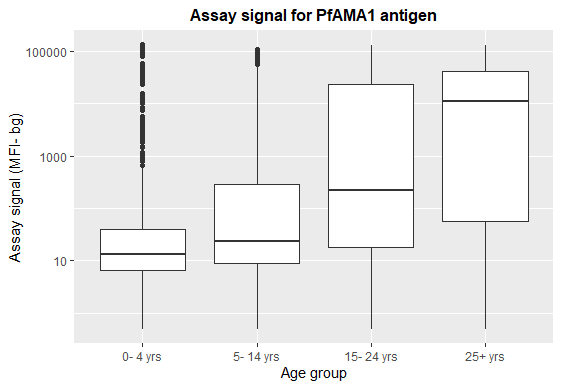 Assay signal for PfAMA1 antigen
100000
1000
10
Assay signal (MFI- bg)
0- 4 yrs
5- 14 yrs
15- 24 yrs
25+ yrs
Age group